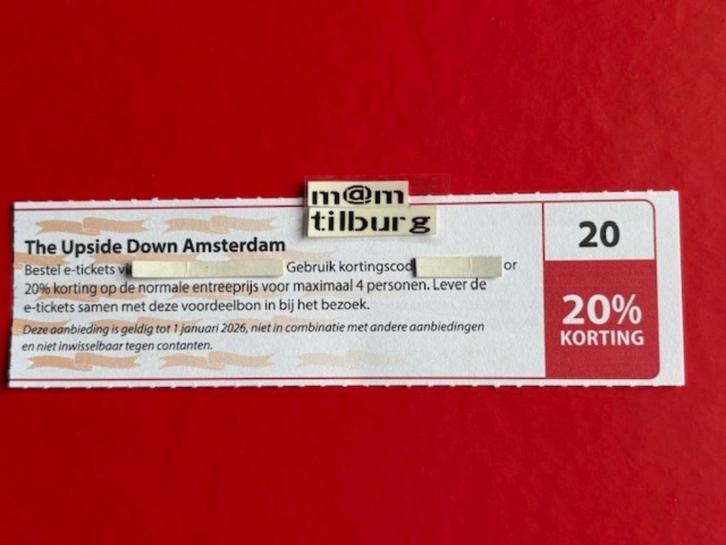 m@m
tilburg
The Upside Down Amsterdam
Bestel e-tickets Gebruik kortingscod or
20% korting op de normale entreeprijs voor maximaal 4 personen. Lever de
e-tickets samen met deze voordeelbon in bij het bezoek.
Deze aanbieding is geldig tot 1 januari 2026, niet in combinatie met andere aanbiedingen
en niet inwisselbaar tegen contanten.
20
20%
KORTING